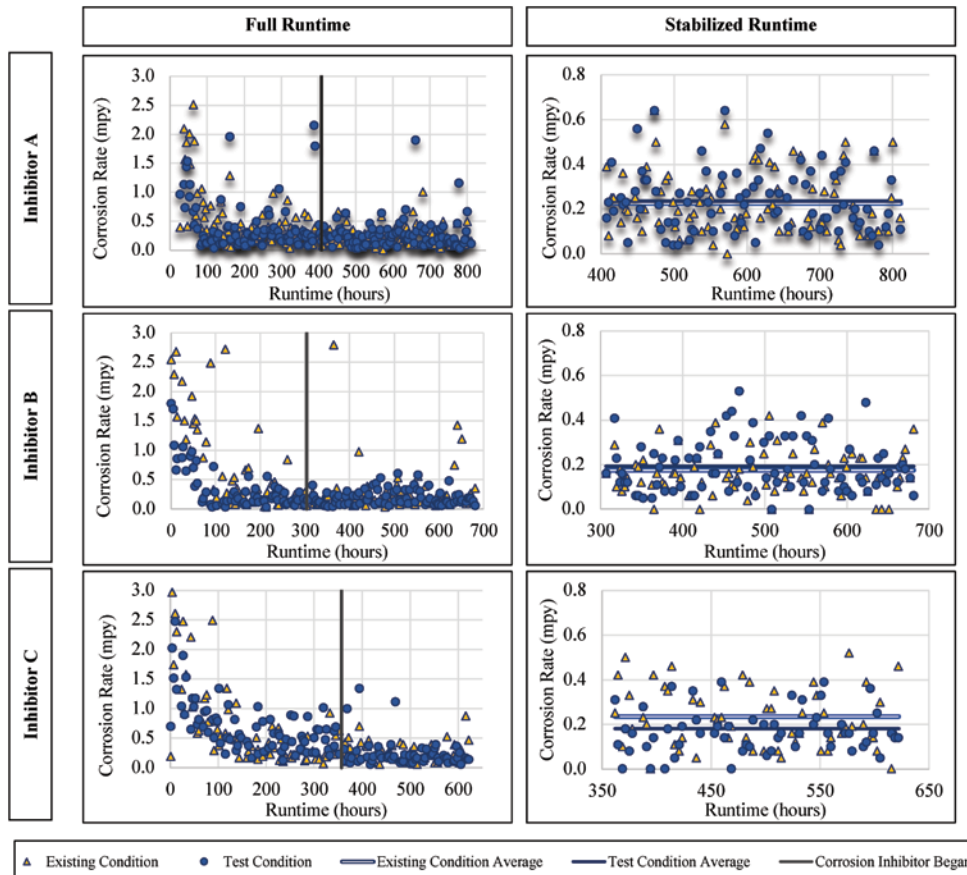 Full Runtime
Stabilized Runtime
Inhibitor A
Corrosion Rate (mpy)
3.0
2.5
2.0
1.5
1.0
0.5
0.0
0 100 200 300 400 500 600 700 800
Runtime (hours)
Corrosion Rate (mpy)
0.8
0.6
0.4
0.2
0.0
400 500 600 700 800
Runtime (hours)
Inhibitor B
Corrosion Rate (mpy)
3.0
2.5
2.0
1.5
1.0
0.5
0.0
0 100 200 300 400 500 600 700
Runtime (hours)
Corrosion Rate (mpy)
0.8
0.6
0.4
0.2
0.0
300 400 500 600 700
Runtime (hours)
Inhibitor C
Corrosion Rate (mpy)
3.0
2.5
2.0
1.5
1.0
0.5
0.0
0 100 200 300 400 500 600
Runtime (hours)
Corrosion Rate (mpy)
0.8
0.6
0.4
0.2
0.0
350 450 550 650
Runtime (hours)
Existing Condition Test Condition Existing Condition Average Test Condition Average Corrosion Inhibitor Began